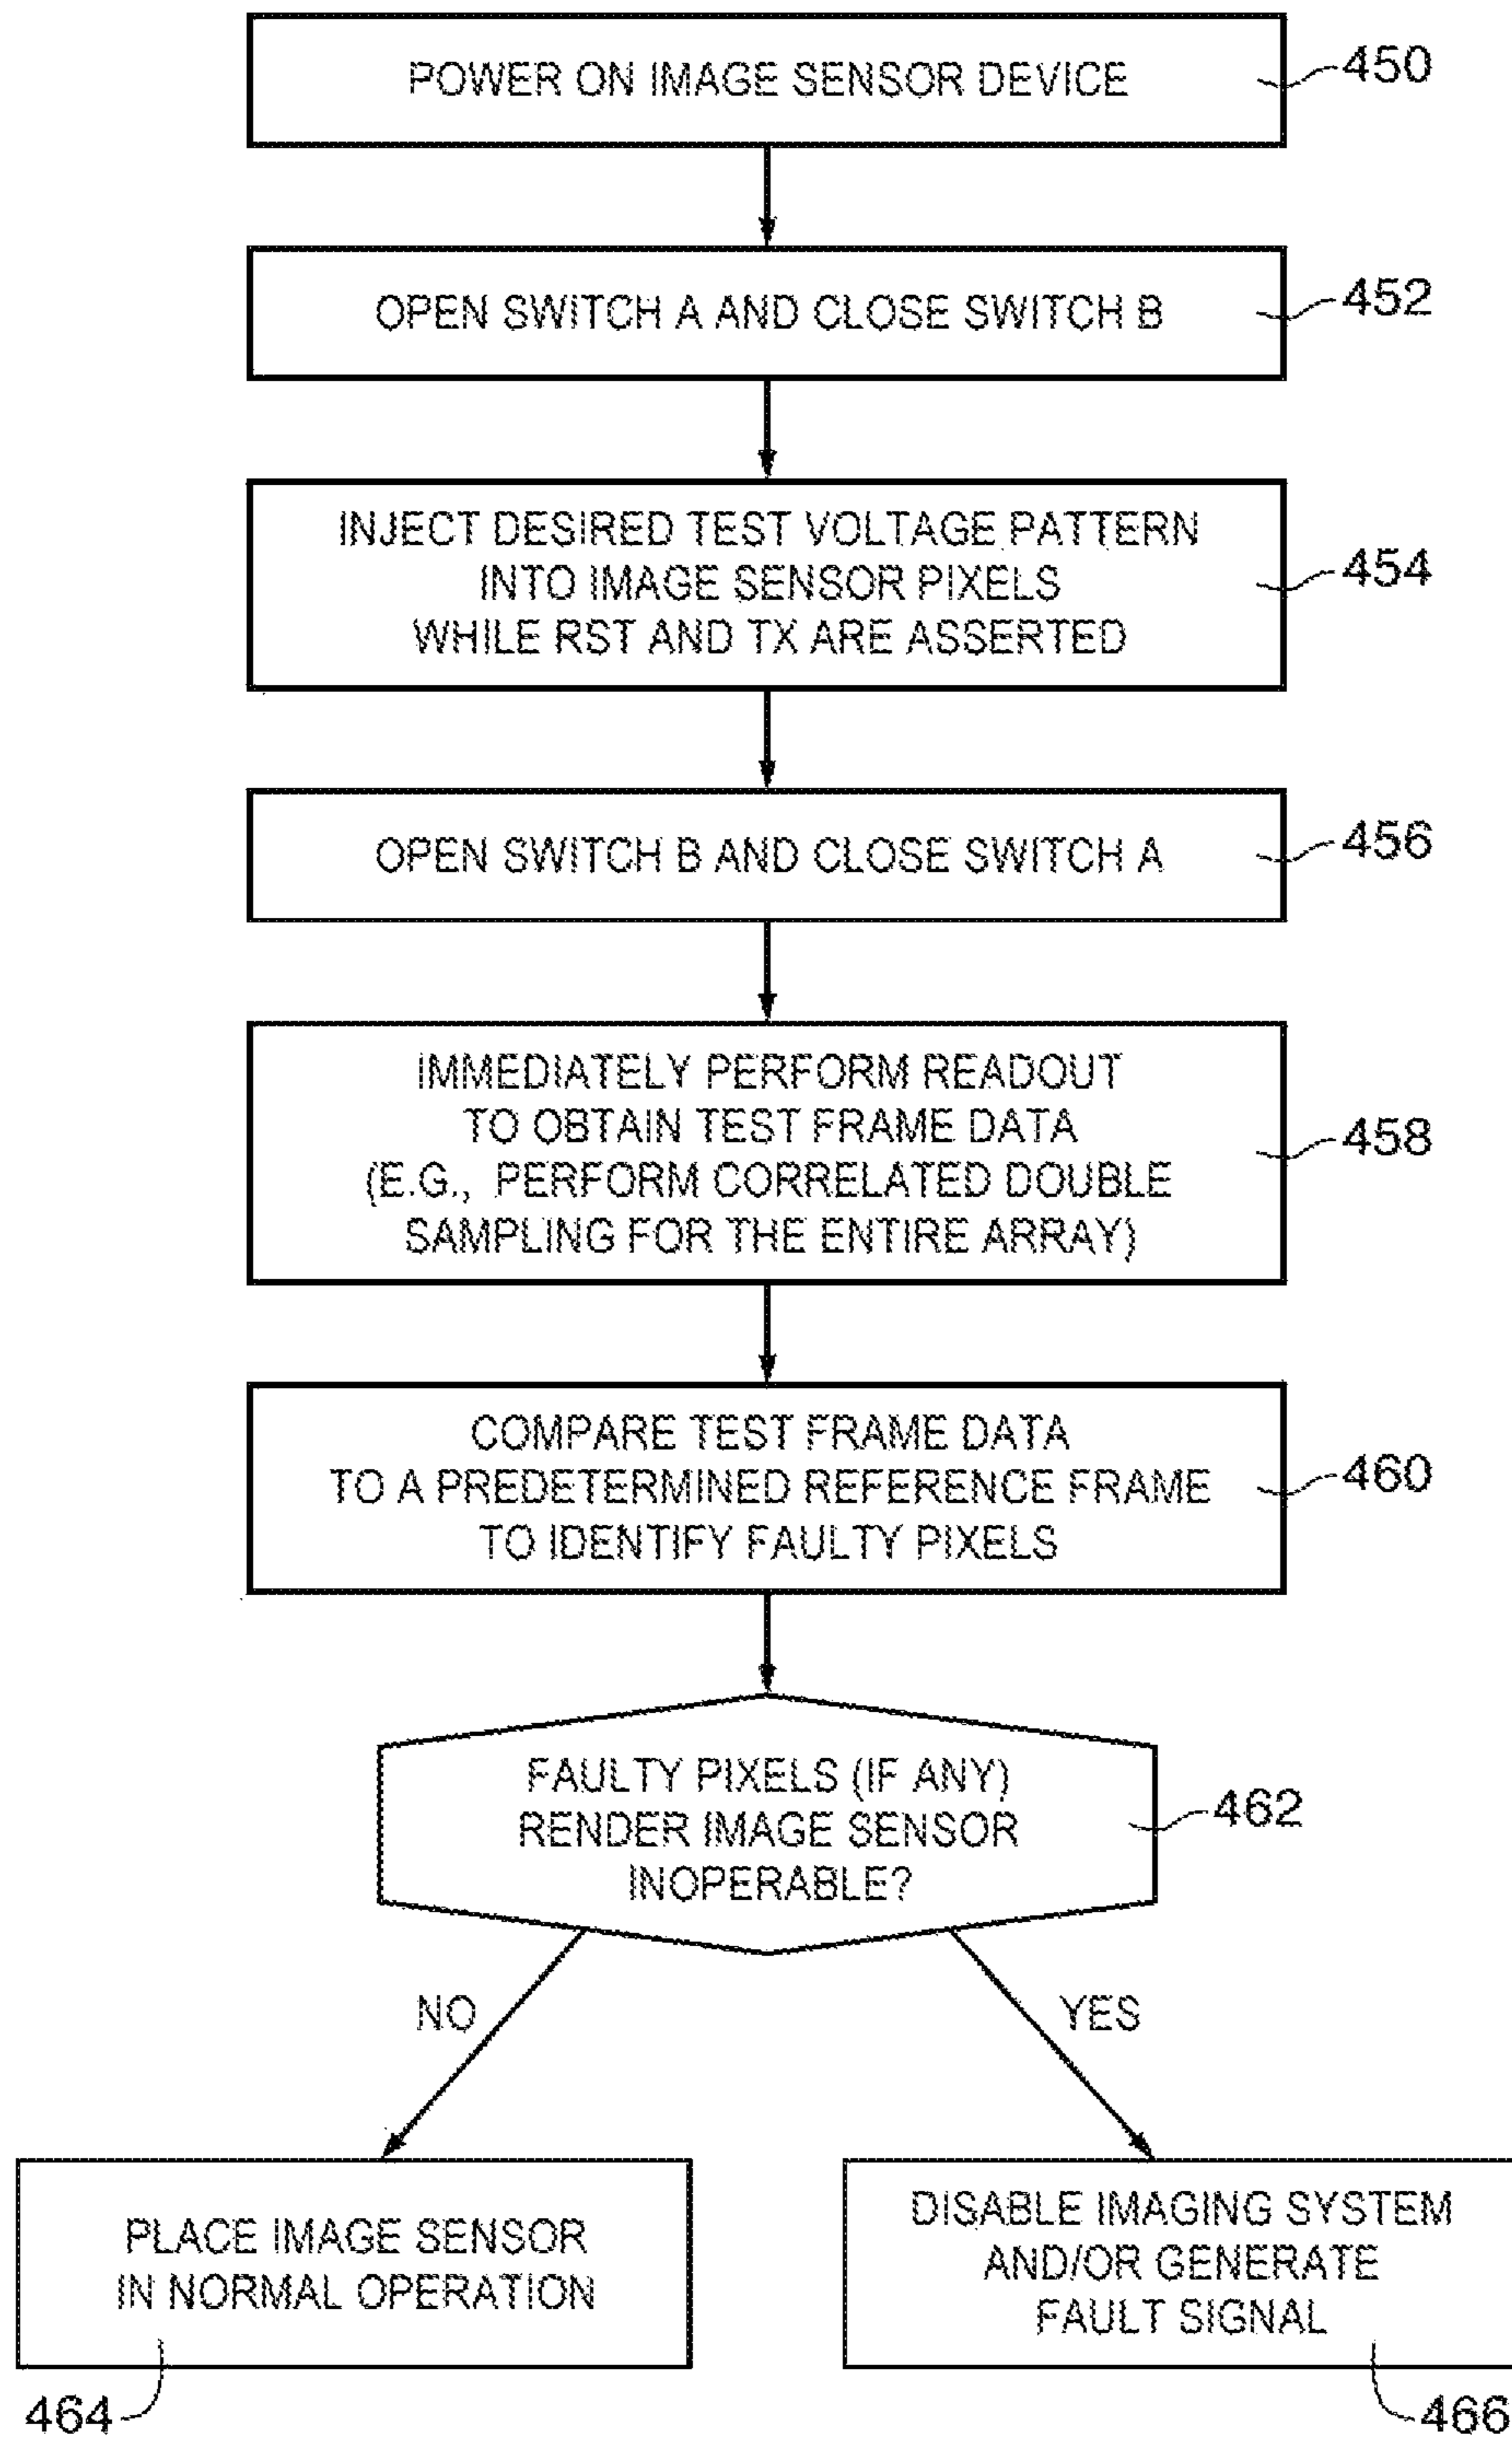 POWER ON IMAGE SENSOR DEVICE
450
OPEN SWITCH A AND CLOSE SWITCH B
452
INJECT DESIRED TEST VOLTAGE PATTERN
INTO IMAGE SENSOR PIXELS
WHILE RST AND TX ARE ASSERTED
454
OPEN SWITCH B AND CLOSE SWITCH A
456
IMMEDIATELY PERFORM READOUT
TO OBTAIN TEST FRAME DATA
(E.G., PERFORM CORRELATED DOUBLE
SAMPLING FOR THE ENTIRE ARRAY)
458
COMPARE TEST FRAME DATA
TO A PREDETERMINED REFERENCE FRAME
TO IDENTIFY FAULTY PIXELS
460
FAULTY PIXELS (IF ANY)
RENDER IMAGE SENSOR
INOPERABLE?
462
NO
YES
PLACE IMAGE SENSOR
IN NORMAL OPERATION
464
DISABLE IMAGING SYSTEM
AND/OR GENERATE
FAULT SIGNAL
466